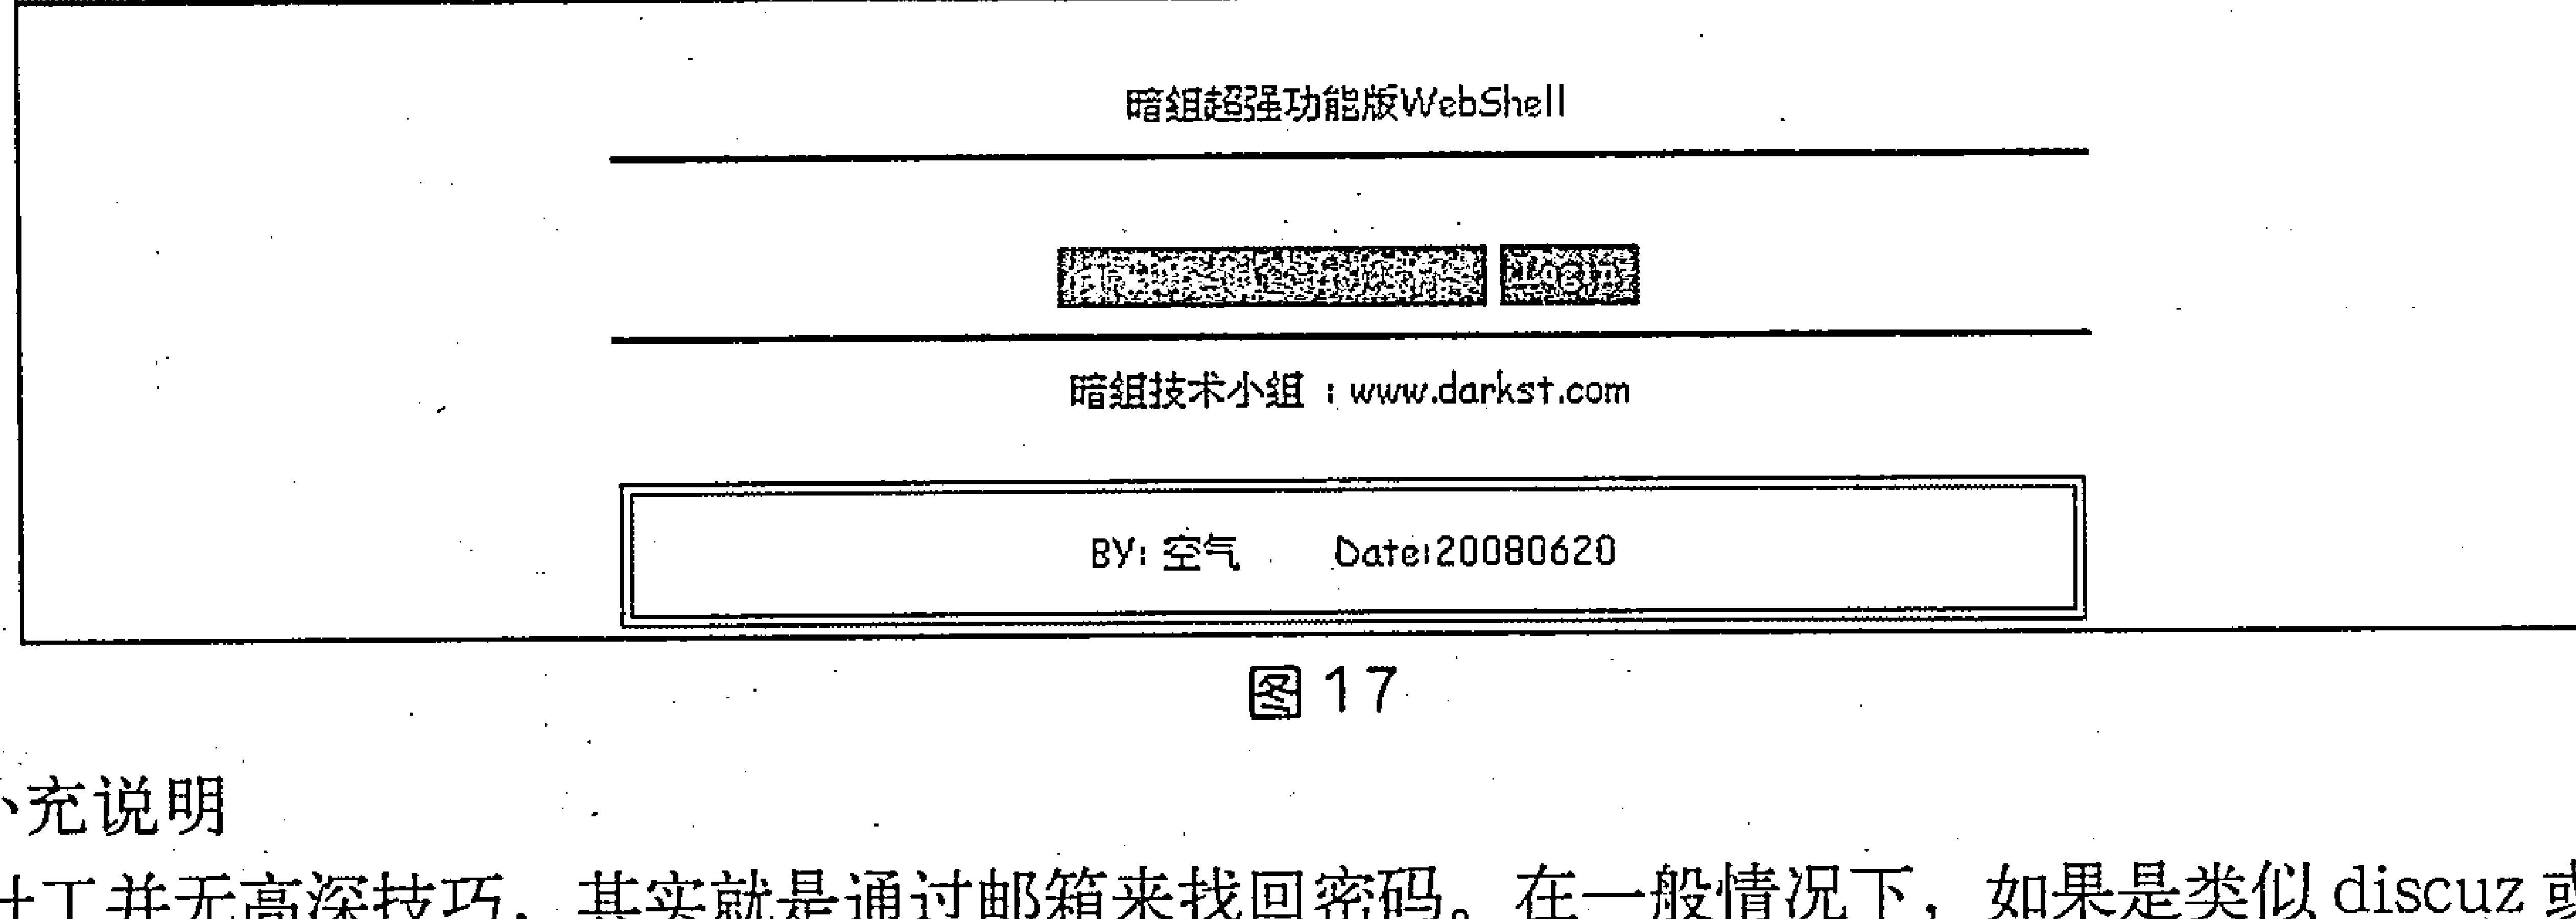 暗组超强功能版WebShell
Login
暗组技术小组：www.darkst.com
BY: 空气 Date:20080620
图17
充说明
并无高深技巧，其实就是通过邮箱来找回密码。在一般情况下，如果是类似 discuz